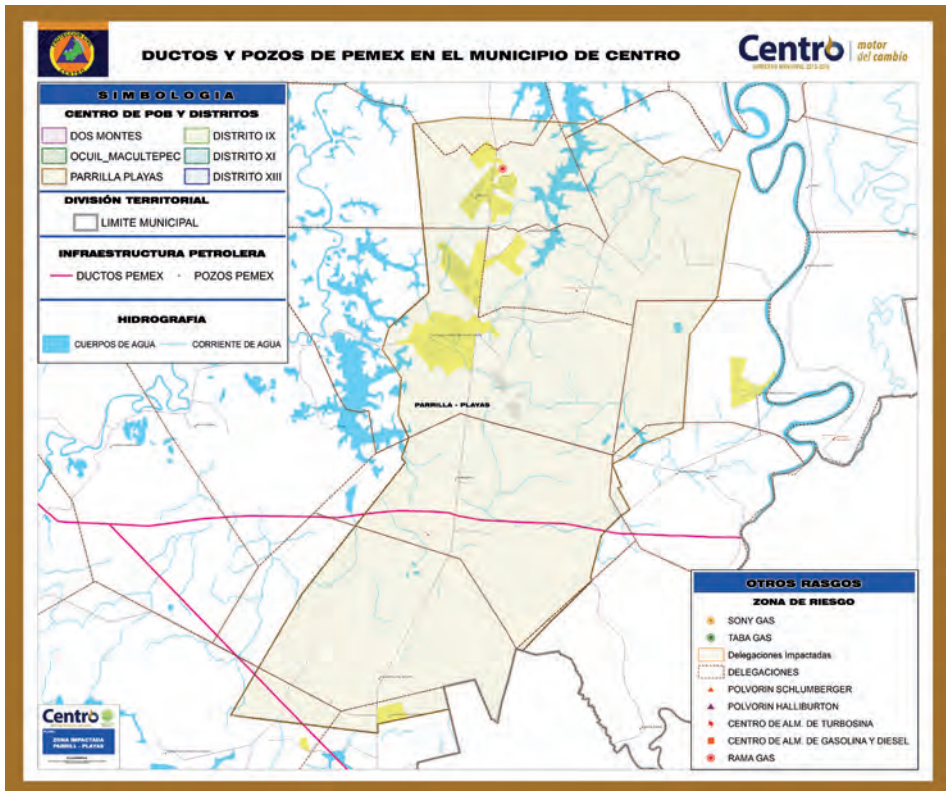 DUCTOS Y POZOS DE PEMEX EN EL MUNICIPIO DE CENTRO
Centro motor
del cambio
SIMBOLOGIA
CENTRO DE POB Y DISTRITOS
DOS MONTES DISTRITO IX
OCUIL_MACULTEPEC DISTRITO XI
PARRILLA PLAYAS DISTRITO XIII
DIVISIÓN TERRITORIAL
LIMITE MUNICIPAL
INFRAESTRUCTURA PETROLERA
DUCTOS PEMEX POZOS PEMEX
HIDROGRAFIA
CUERPOS DE AGUA CORRIENTE DE AGUA
PARRILLA - PLAYAS
OTROS RASGOS
ZONA DE RIESGO
SONY GAS
TABA GAS
Delegaciones Impactadas
DELEGACIONES
POLVORIN SCHLUMBERGER
POLVORIN HALLIBURTON
CENTRO DE ALM. DE TURBOSINA
CENTRO DE ALM. DE GASOLINA Y DIESEL
RAMA GAS
Centro
ZONA IMPACTADA
PARRILL - PLAYAS